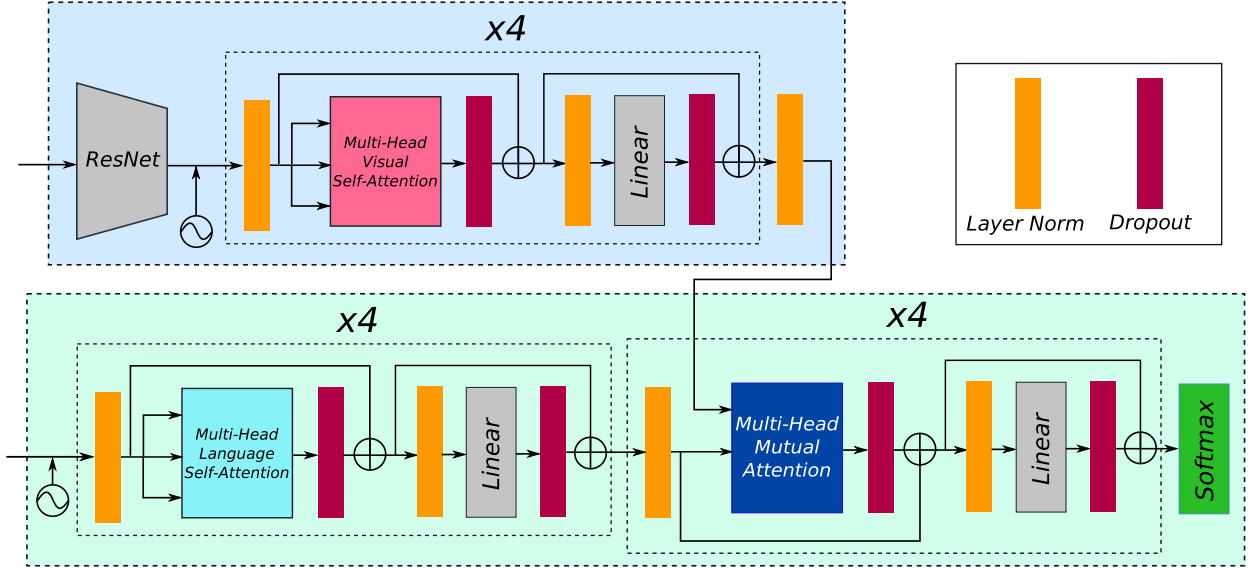 x4
ResNet
Multi-Head
Visual
Self-Attention
Linear
Layer Norm
Dropout
x4
x4
Multi-Head
Language
Self-Attention
Linear
Multi-Head
Mutual
Attention
Linear
Softmax